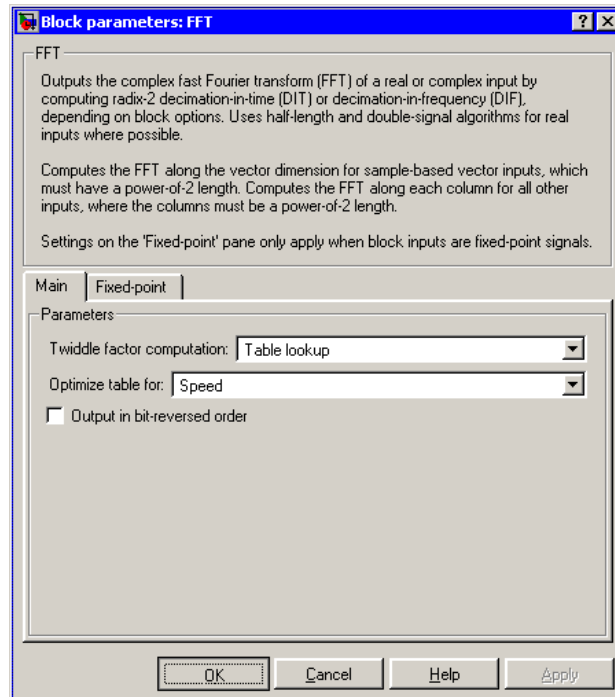 Block parameters: FFT
FFT
Outputs the complex fast Fourier transform (FFT) of a real or complex input by
computing radix-2 decimation-in-time (DIT) or decimation-in-frequency (DIF),
depending on block options. Uses half-length and double-signal algorithms for real
inputs where possible.
Computes the FFT along the vector dimension for sample-based vector inputs, which
must have a power-of-2 length. Computes the FFT along each column for all other
inputs, where the columns must be a power-of-2 length.
Settings on the 'Fixed-point' pane only apply when block inputs are fixed-point signals.
Main Fixed-point
Parameters
Twiddle factor computation: Table lookup
Optimize table for: Speed
Output in bit-reversed order
OK Cancel Help Apply